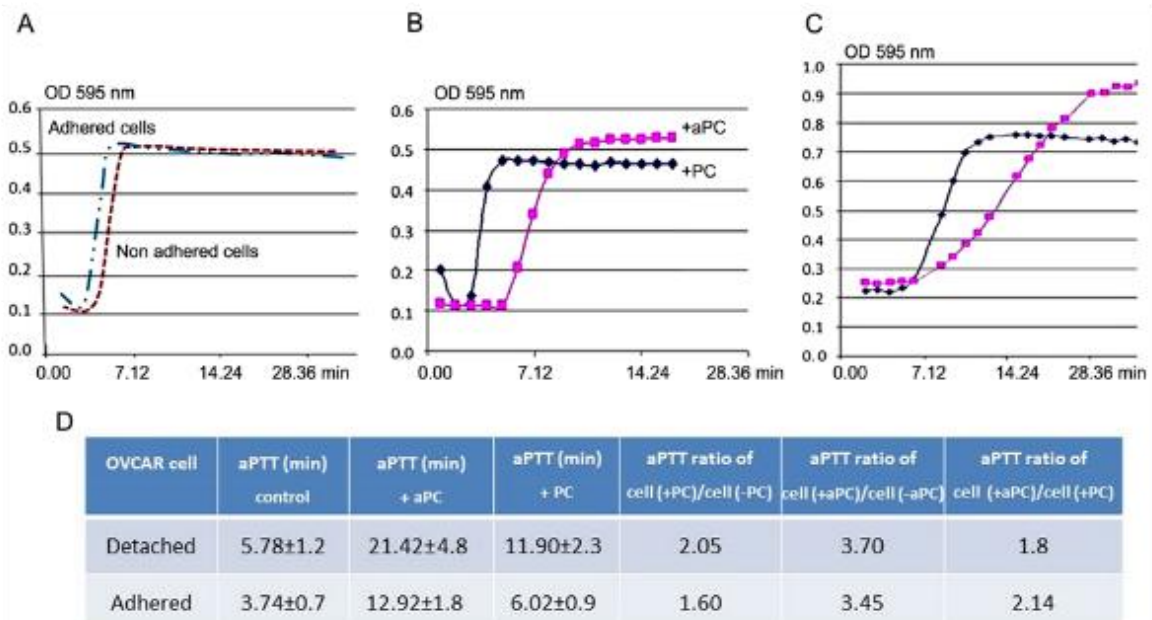 A
OD 595 nm
0.6
0.5
0.4
0.3
0.2
0.1
0.0
Adhered cells
Non adhered cells
0.00 7.12 14.24 28.36 min
B
OD 595 nm
0.6
0.5
0.4
0.3
0.2
0.1
0.0
+aPC
+PC
0.00 7.12 14.24 28.36 min
C
OD 595 nm
1.0
0.9
0.8
0.7
0.6
0.5
0.4
0.3
0.2
0.1
0.0
0.00 7.12 14.24 28.36 min
D
OVCAR cell aPTT (min) control aPTT (min) + aPC aPTT (min) + PC aPTT ratio of cell (+PC)/cell (-PC) aPTT ratio of cell (+aPC)/cell (-aPC) aPTT ratio of cell (+aPC)/cell (+PC)
Detached 5.78±1.2 21.42±4.8 11.90±2.3 2.05 3.70 1.8
Adhered 3.74±0.7 12.92±1.8 6.02±0.9 1.60 3.45 2.14